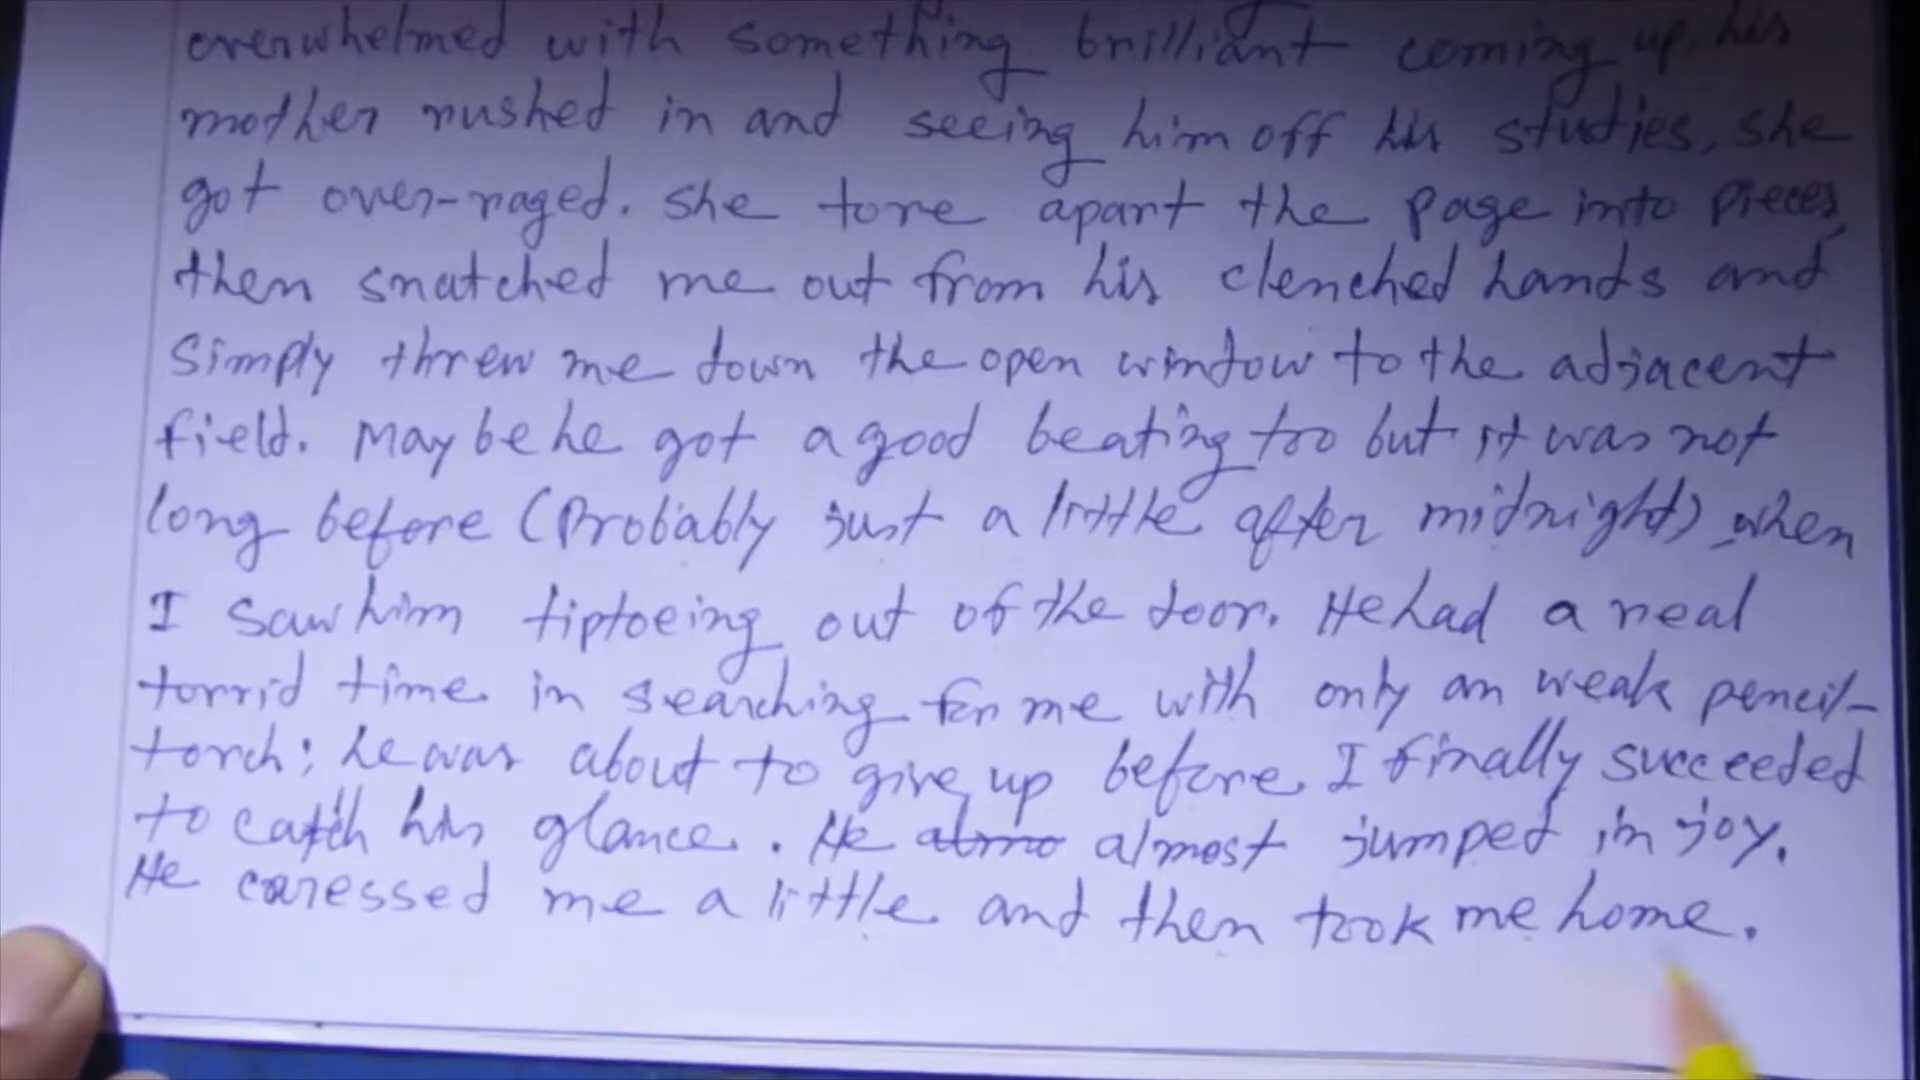 overwhelmed with something brilliant coming up, his
mother rushed in and seeing him off his studies, she
got over-raged. She tore apart the page into pieces,
then snatched me out from his clenched hands and
simply threw me down the open window to the adjacent
field. May be he got a good beating too but it was not
long before (probably just a little after midnight) when
I saw him tiptoeing out of the door. He had a real
torrid time in searching for me with only an weak pencil-
torch; he was about to give up before I finally succeeded
to catch his glance. He almo almost jumped in joy.
He caressed me a little and then took me home.